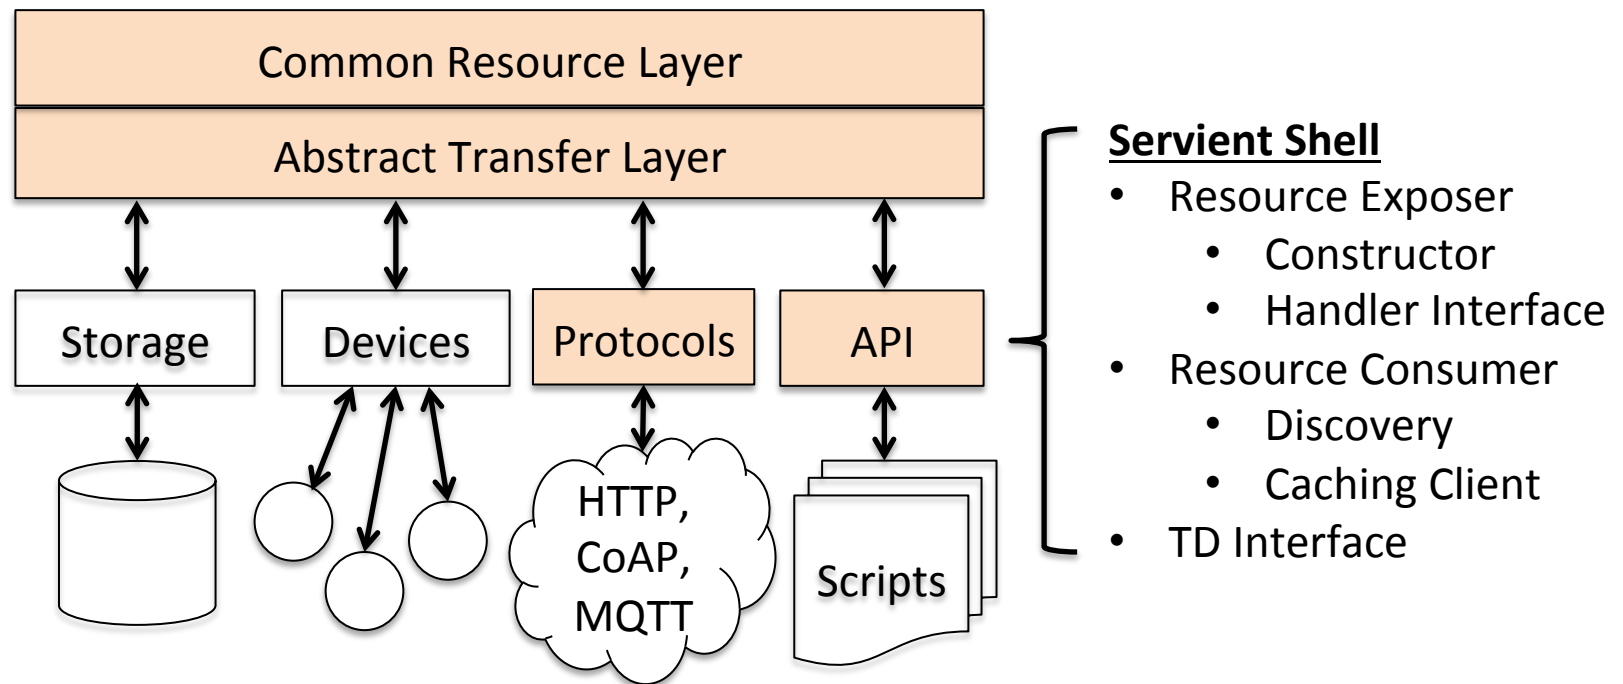 Common Resource Layer
Abstract Transfer Layer
Storage
Devices
Protocols
API
HTTP,
CoAP,
MQTT
Scripts
Servient Shell
• Resource Exposer
• Constructor
• Handler Interface
• Resource Consumer
• Discovery
• Caching Client
• TD Interface